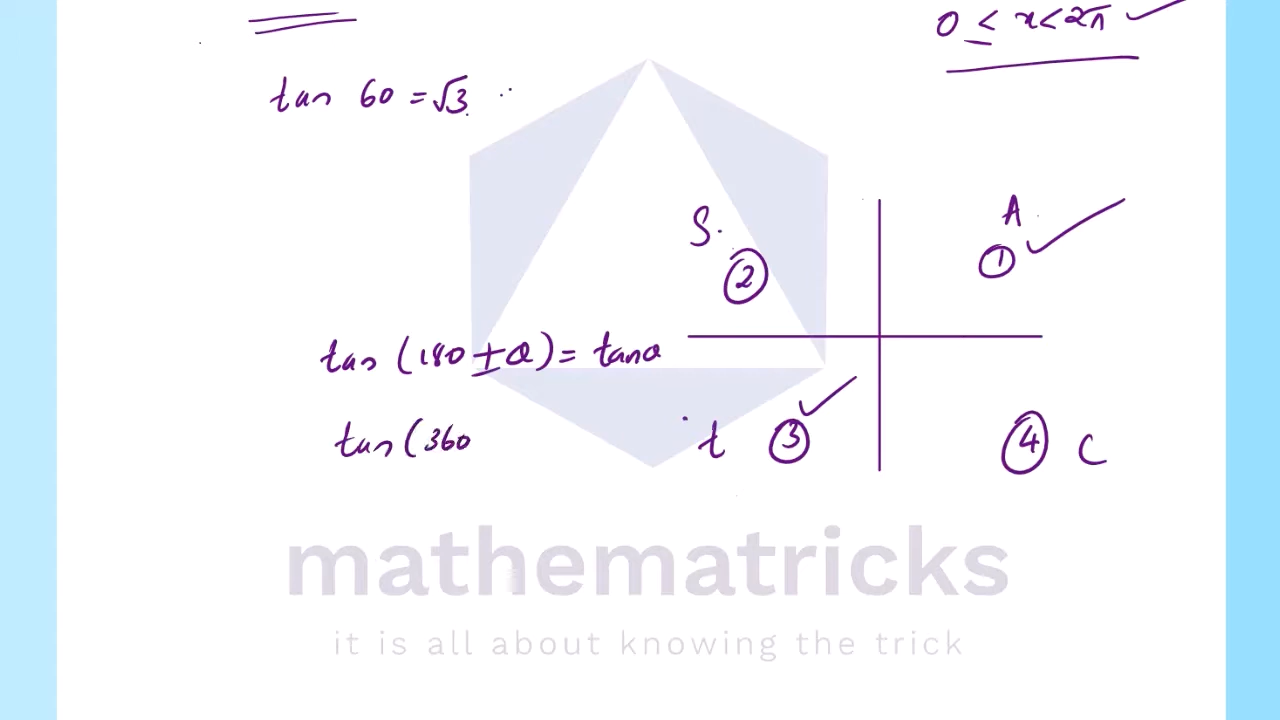 0 ≤ x < 2π
tan 60 = √3
S
A
2
1
tan (180 ± θ) = tanθ
tan (360
t
3
4
C
mathematricks
it is all about knowing the trick